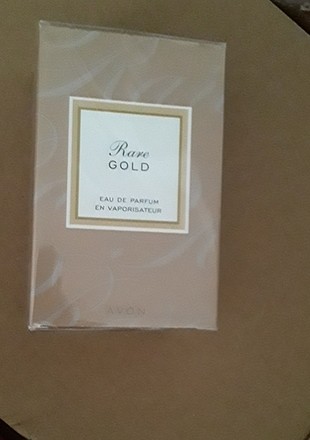 Rare
GOLD
EAU DE PARFUM
EN VAPORISATEUR
AVON